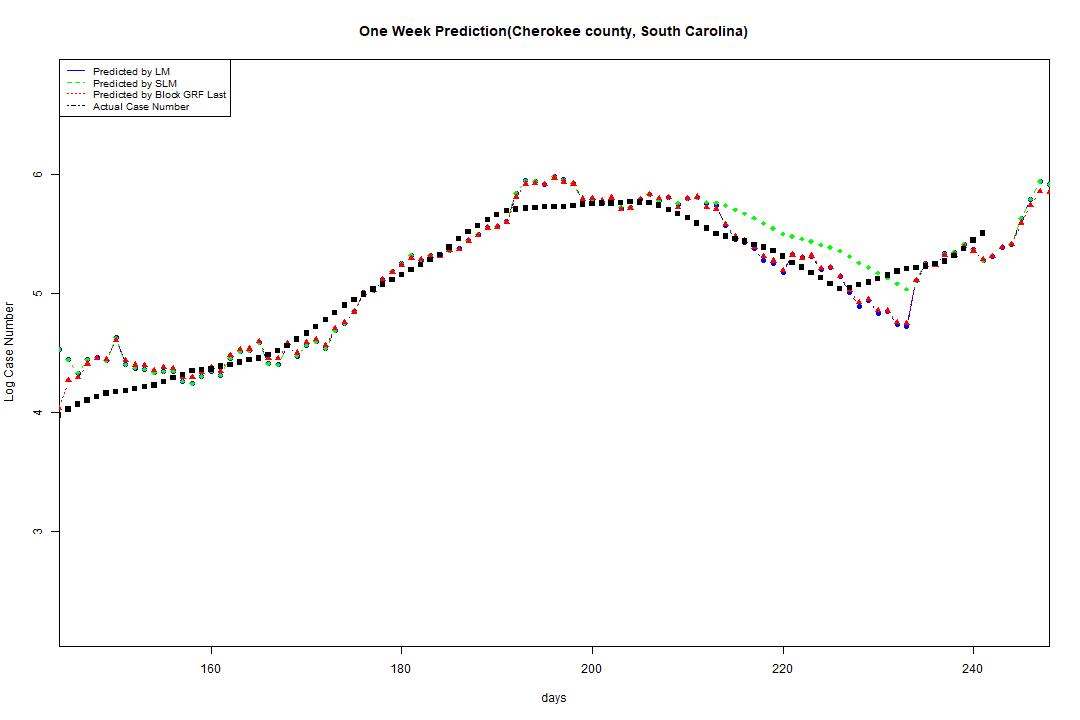 One Week Prediction(Cherokee county, South Carolina)
Predicted by LM
Predicted by SLM
Predicted by Block GRF Last
Actual Case Number
6
5
4
3
Log Case Number
160 180 200 220 240
days